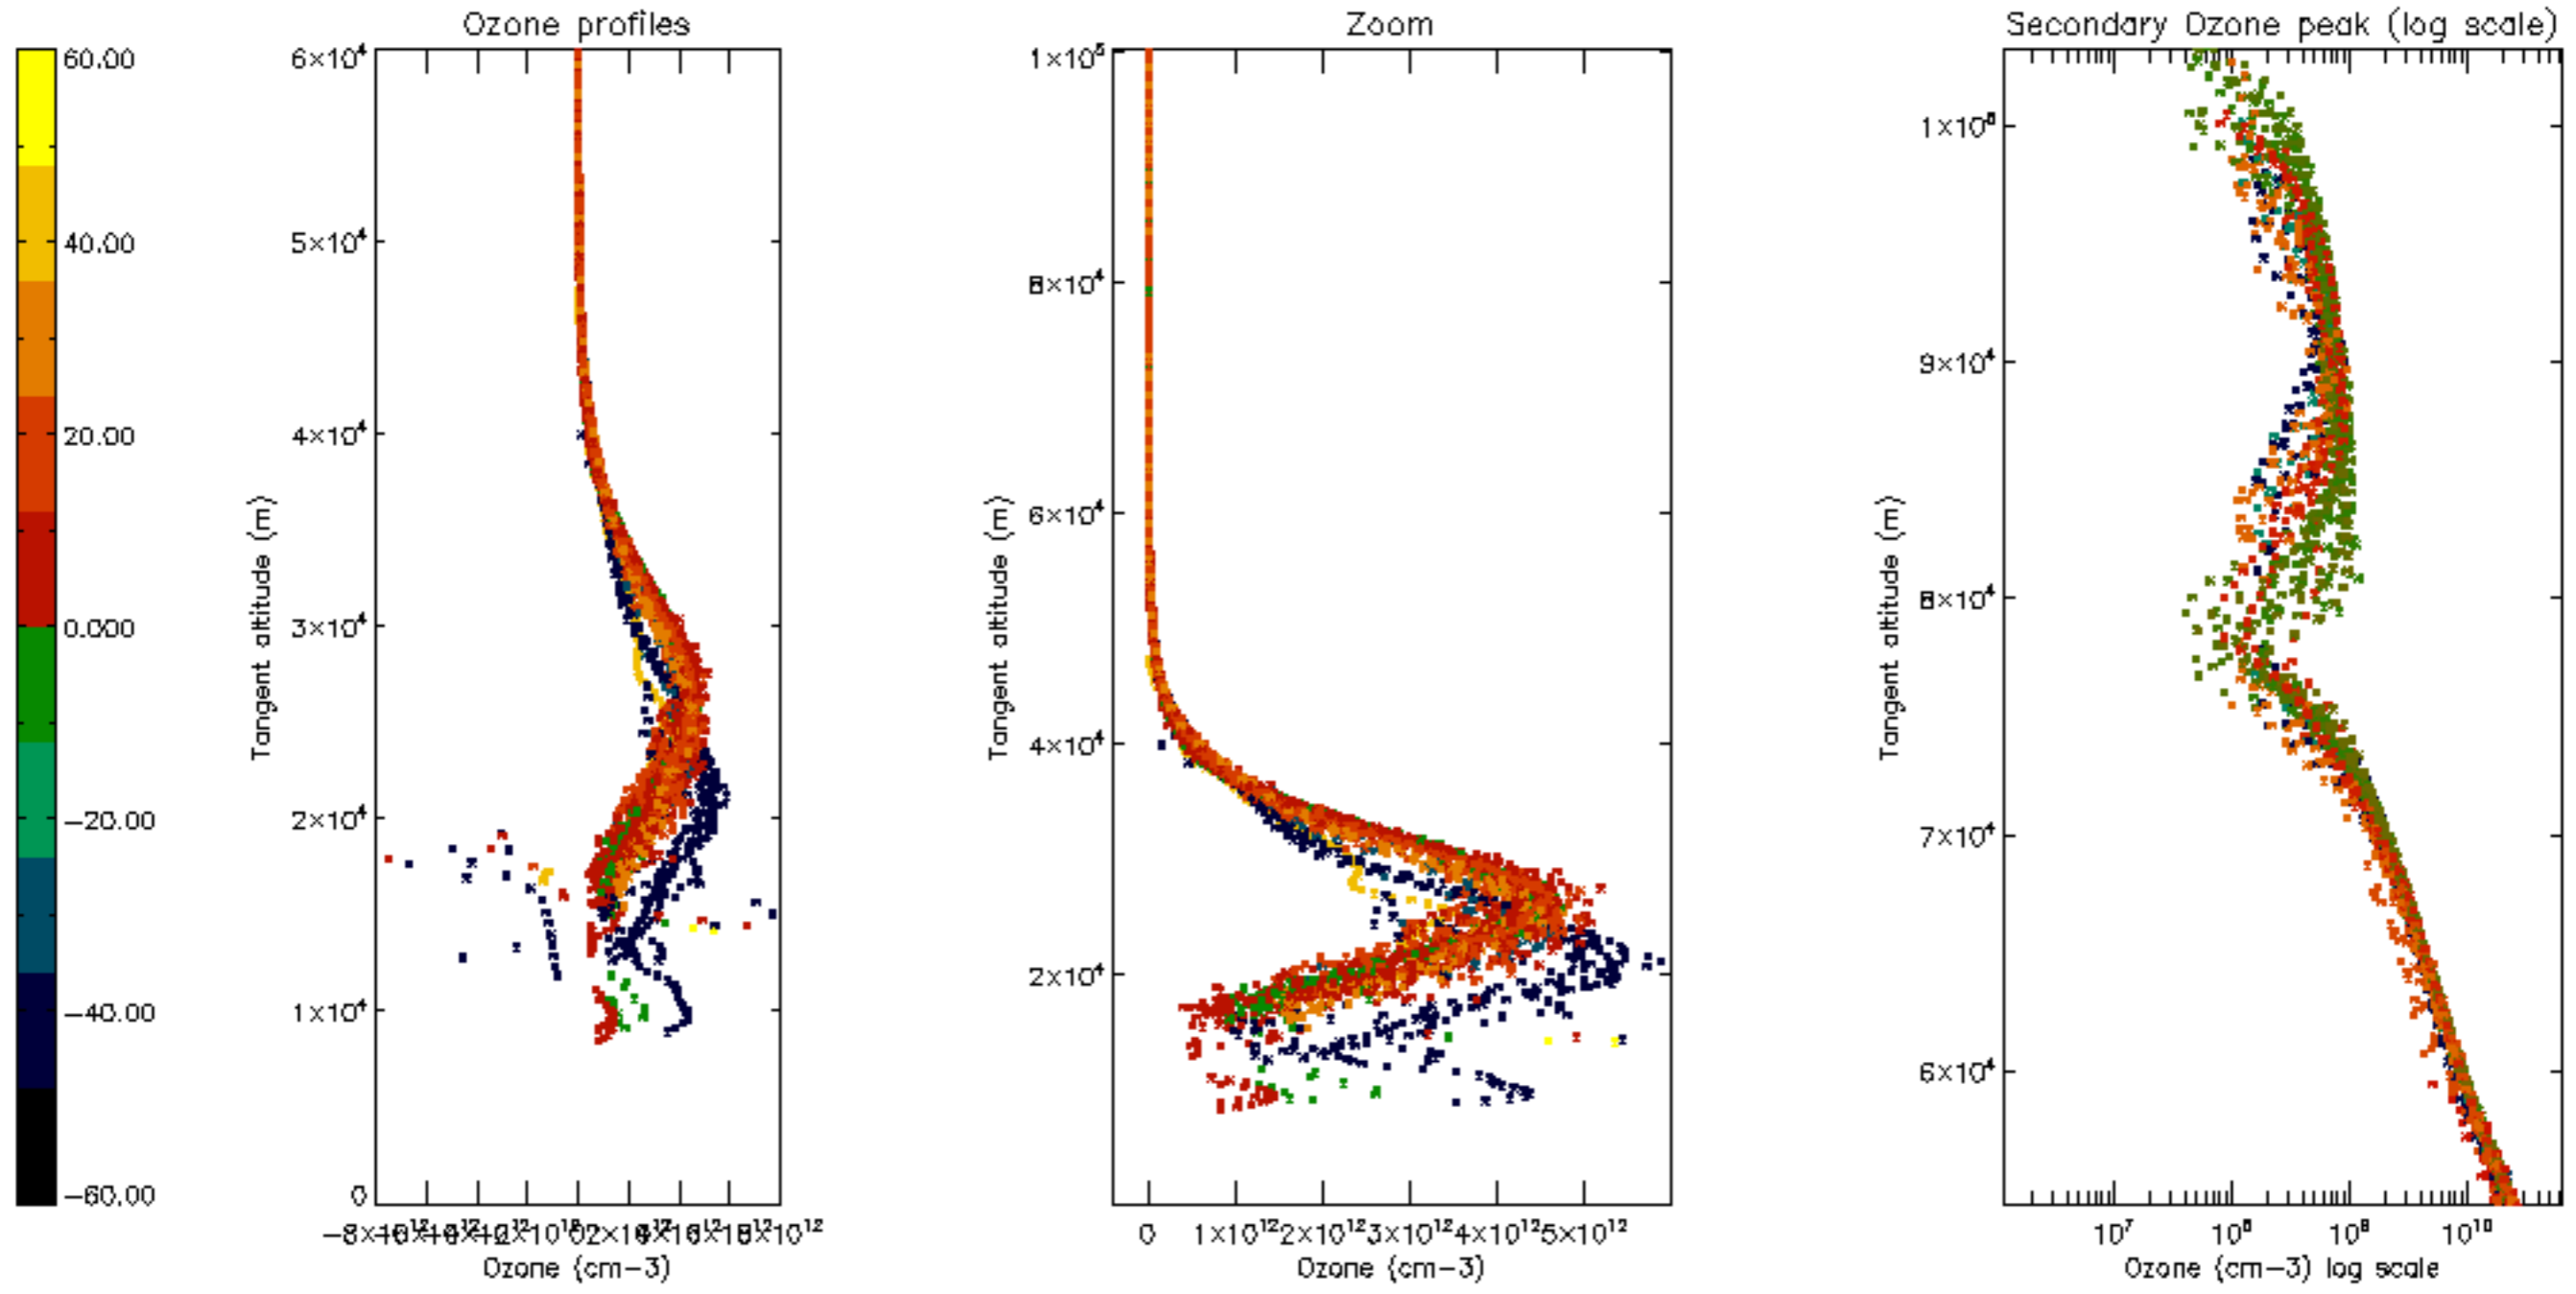 Ozone profiles
Zoom
Secondary Ozone peak (log scale)
60.00
40.00
20.00
0.000
−20.00
−40.00
−60.00
6×10⁴
5×10⁴
4×10⁴
3×10⁴
2×10⁴
1×10⁴
0
Tangent altitude (m)
Ozone (cm−3)
1×10⁵
8×10⁴
6×10⁴
4×10⁴
2×10⁴
Tangent altitude (m)
0 1×10¹² 2×10¹² 3×10¹² 4×10¹² 5×10¹²
Ozone (cm−3)
1×10⁵
9×10⁴
8×10⁴
7×10⁴
6×10⁴
Tangent altitude (m)
10⁷ 10⁸ 10⁹ 10¹⁰
Ozone (cm−3) log scale